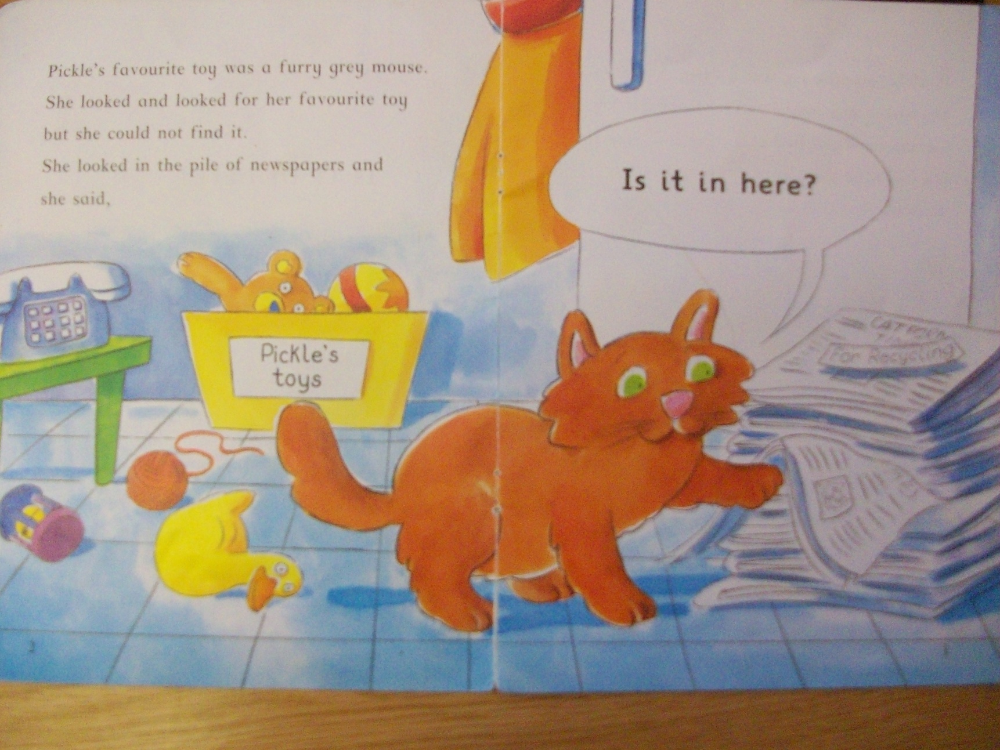 Pickle's favourite toy was a furry grey mouse.
She looked and looked for her favourite toy
but she could not find it.
She looked in the pile of newspapers and
she said,
Is it in here?
Pickle's
toys
For Recycling